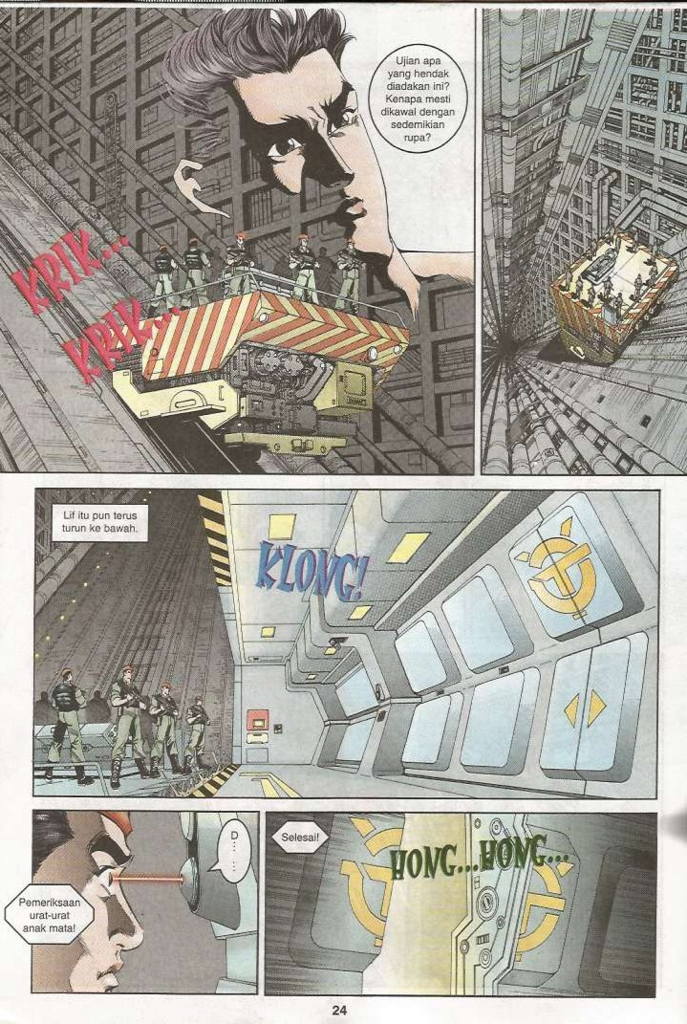 Ujian apa
yang hendak
diadakan ini?
Kenapa mesti
dikawal dengan
sedemikian
rupa?
KRIK...
KRIK...
Lif itu pun terus
turun ke bawah.
KLONG!
D
...
...
Pemeriksaan
urat-urat
anak mata!
Selesai!
HONG...HONG...
24